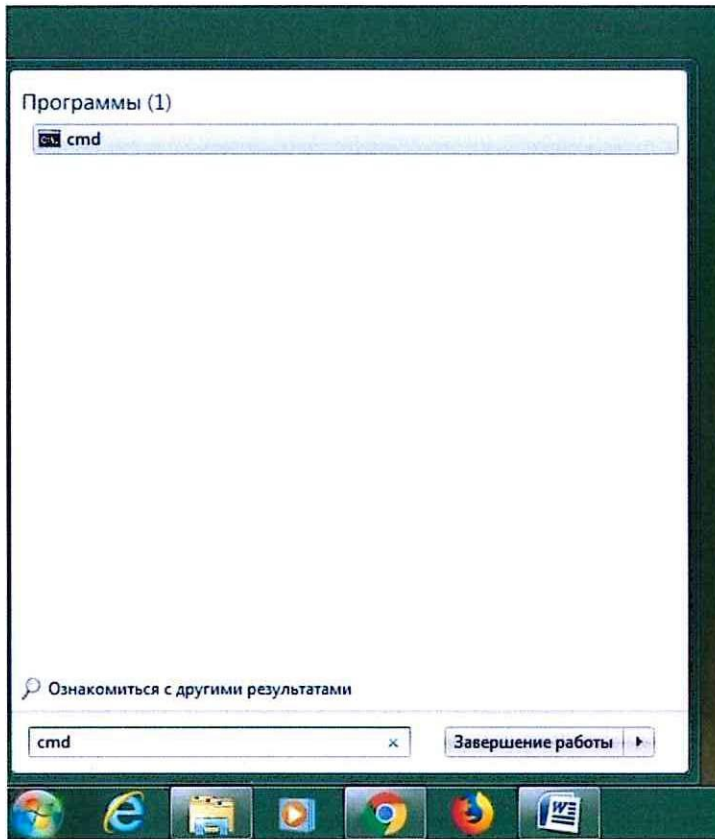 Программы (1)
cmd
Ознакомиться с другими результатами
cmd
Завершение работы